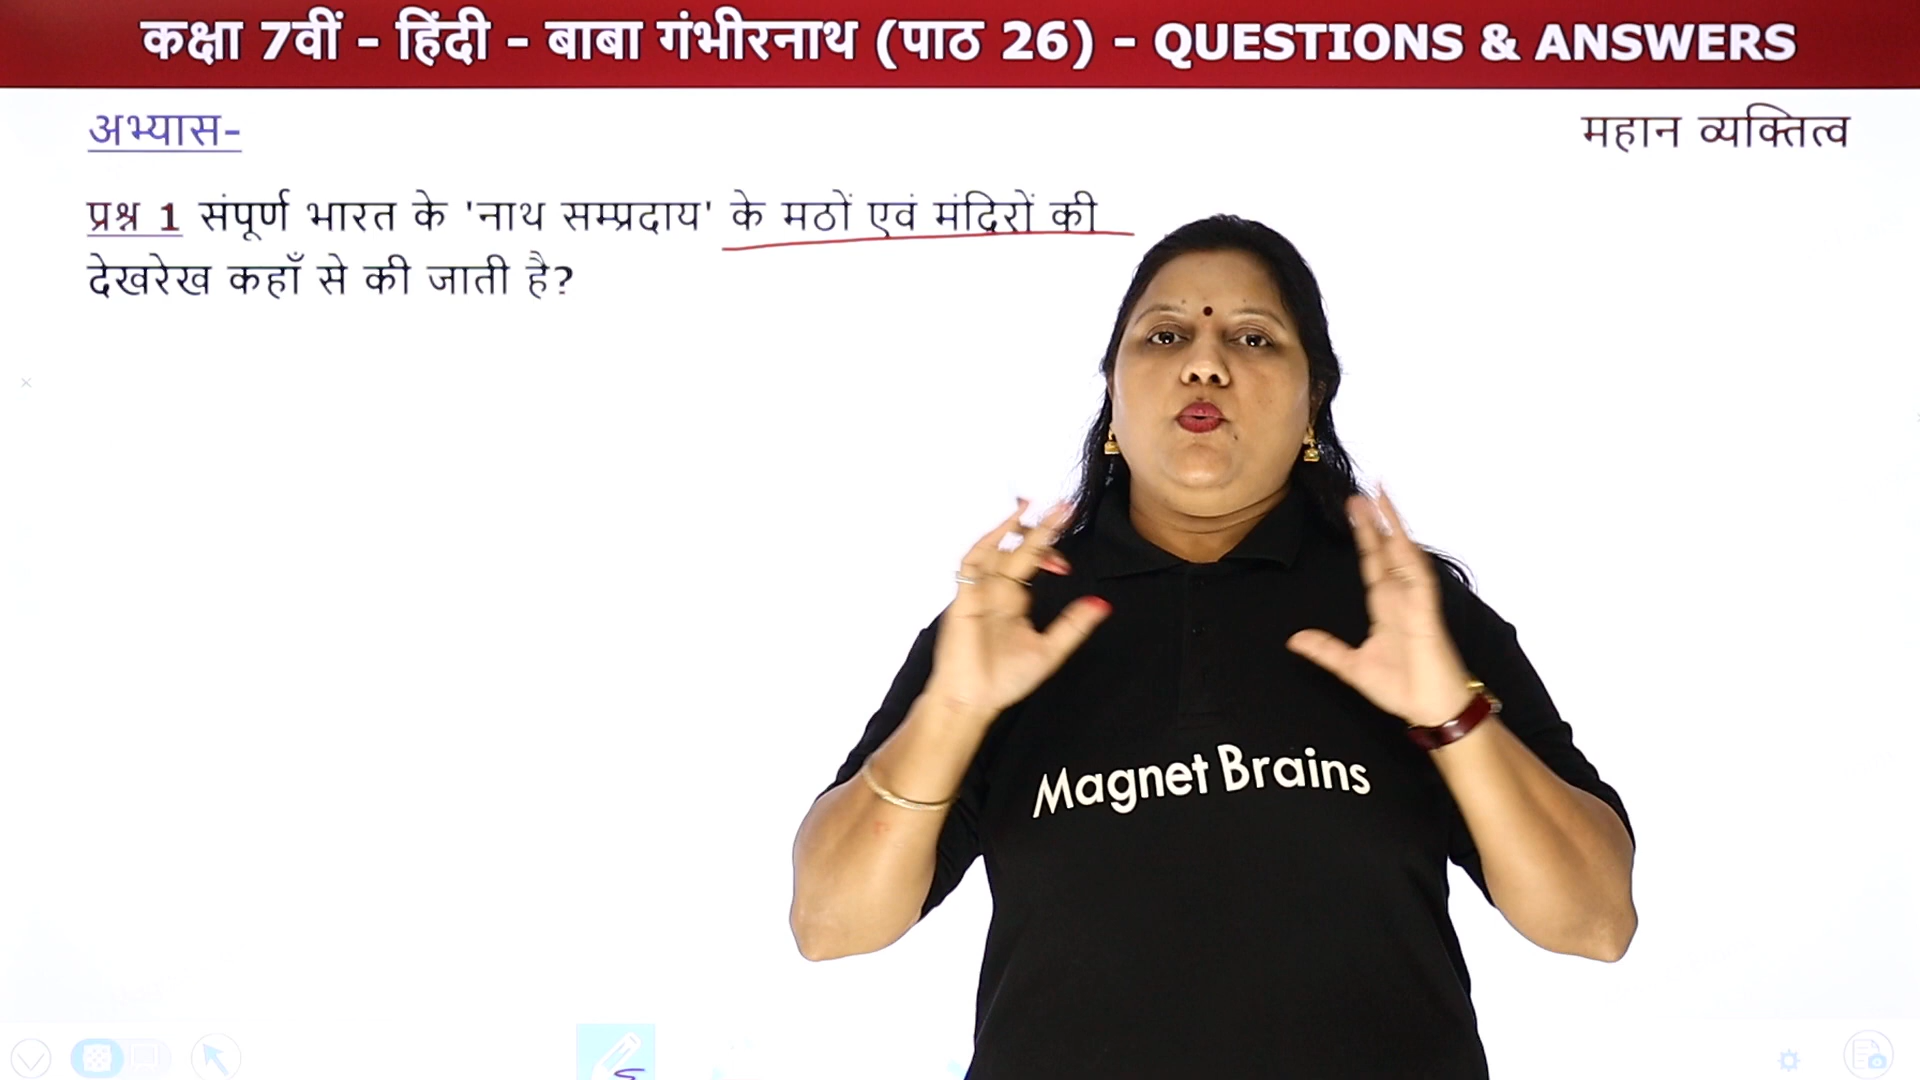 कक्षा 7वीं - हिंदी - बाबा गंभीरनाथ (पाठ 26) - QUESTIONS & ANSWERS
अभ्यास-
महान व्यक्तित्व
प्रश्न 1 संपूर्ण भारत के 'नाथ सम्प्रदाय' के मठों एवं मंदिरों की
देखरेख कहाँ से की जाती है?
Magnet Brains